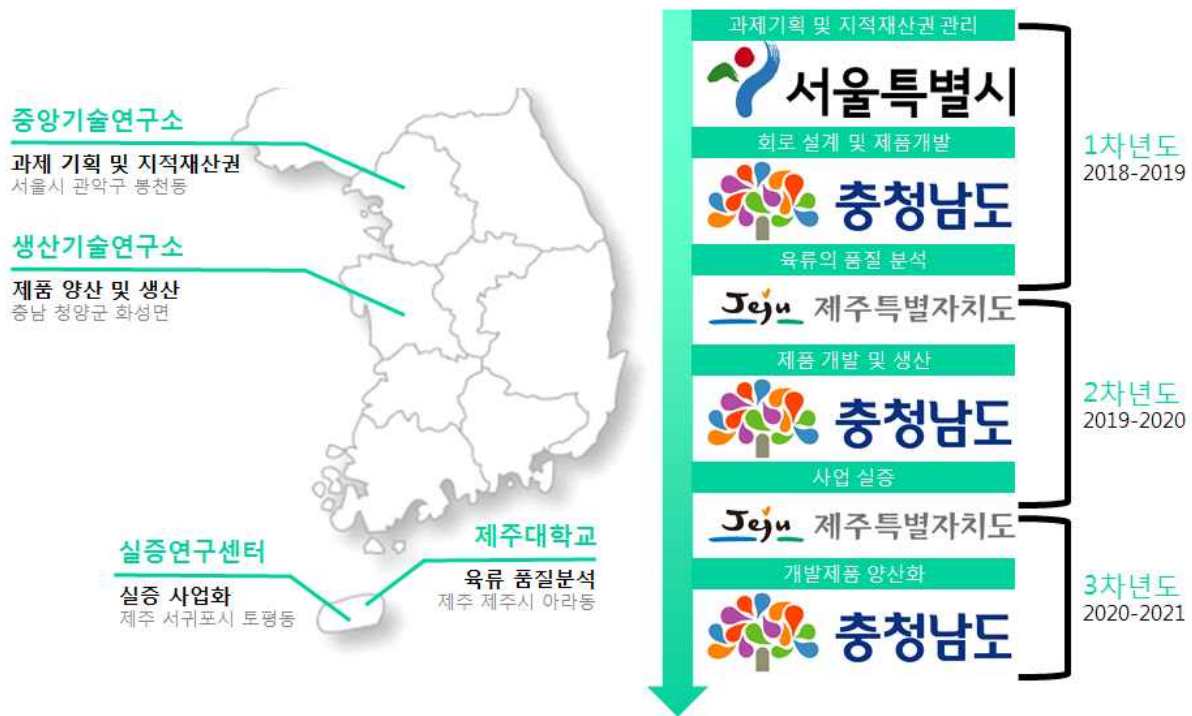 중앙기술연구소
과제 기획 및 지적재산권
서울시 관악구 봉천동
생산기술연구소
제품 양산 및 생산
충남 청양군 화성면
실증연구센터
실증 사업화
제주 서귀포시 토평동
제주대학교
육류 품질분석
제주 제주시 아라동
과제기획 및 지적재산권 관리
서울특별시
회로 설계 및 제품개발
충청남도
육류의 품질 분석
Jeju 제주특별자치도
제품 개발 및 생산
충청남도
사업 실증
Jeju 제주특별자치도
개발제품 양산화
충청남도
1차년도
2018-2019
2차년도
2019-2020
3차년도
2020-2021